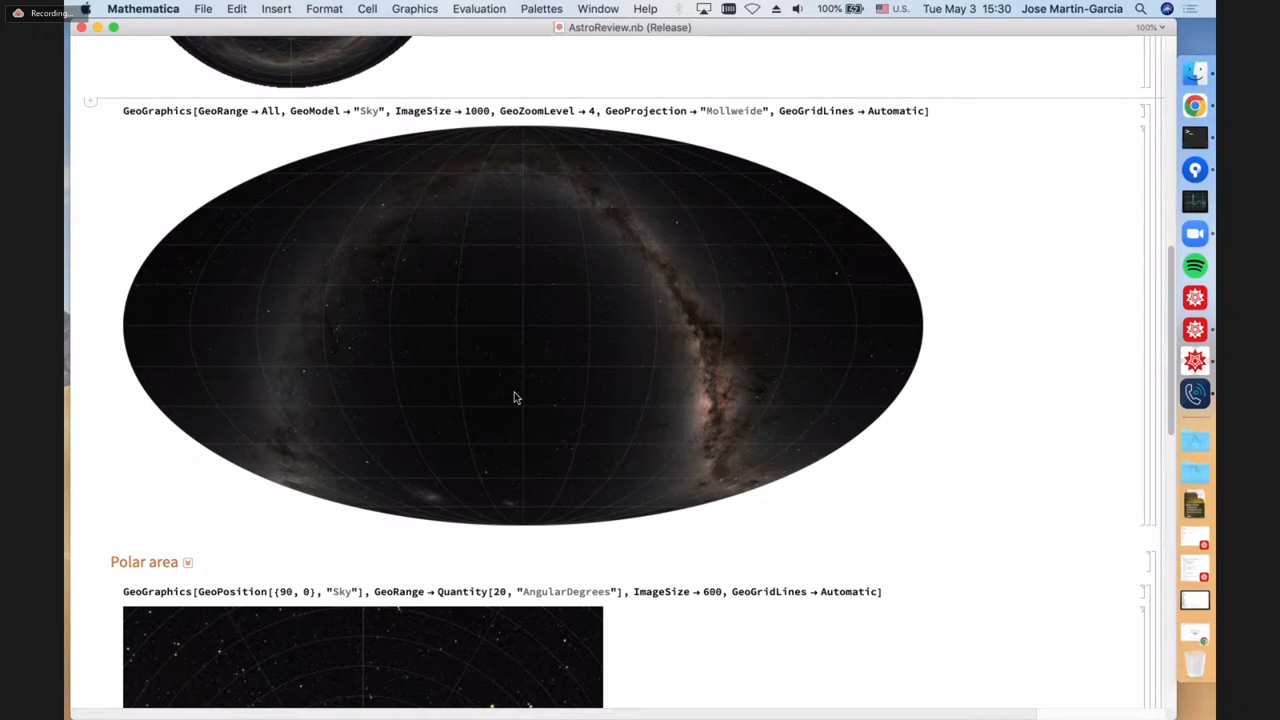 Recording...
Mathematica File Edit Insert Format Cell Graphics Evaluation Palettes Window Help 100% U.S. Tue May 3 15:30 Jose Martin-Garcia
AstroReview.nb (Release)
100%
GeoGraphics[GeoRange→All, GeoModel→"Sky", ImageSize→1000, GeoZoomLevel→4, GeoProjection→"Mollweide", GeoGridLines→Automatic]
Polar area
GeoGraphics[GeoPosition[{90, 0}, "Sky"], GeoRange→Quantity[20, "AngularDegrees"], ImageSize→600, GeoGridLines→Automatic]